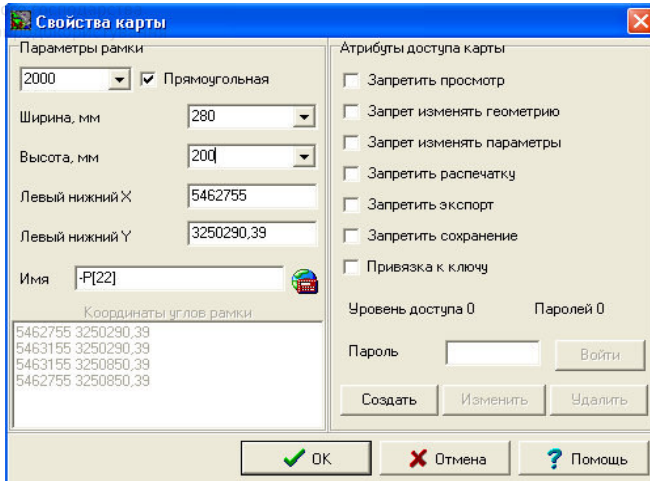 Свойства карты
Параметры рамки
2000
Прямоугольная
Ширина, мм
280
Высота, мм
200
Левый нижний X
5462755
Левый нижний Y
3250290,39
Имя
-P[22]
Координаты углов рамки
5462755 3250290,39
5463155 3250290,39
5463155 3250850,39
5462755 3250850,39
Атрибуты доступа карты
Запретить просмотр
Запрет изменять геометрию
Запрет изменять параметры
Запретить распечатку
Запретить экспорт
Запретить сохранение
Привязка к ключу
Уровень доступа 0
Паролей 0
Пароль
Войти
Создать
Изменить
Удалить
OK
Отмена
? Помощь